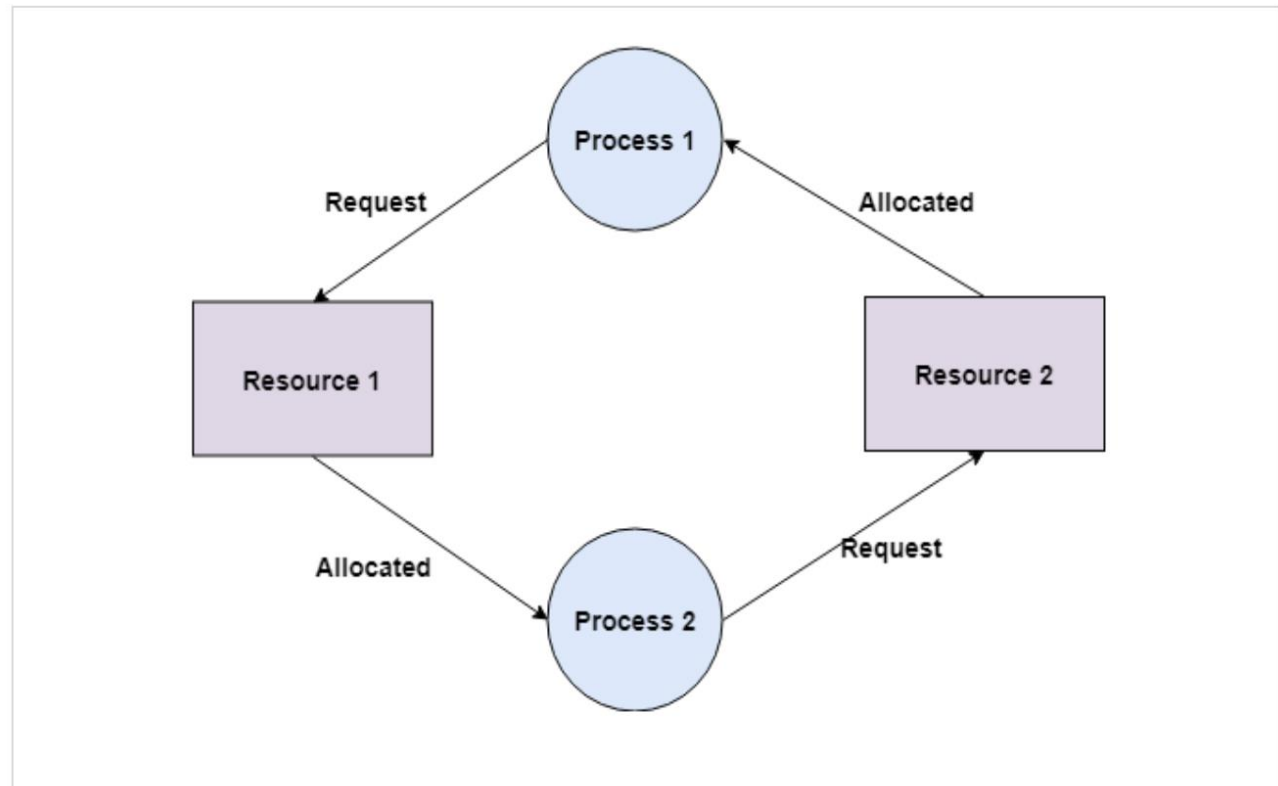 Process 1
Request
Allocated
Resource 1
Resource 2
Allocated
Request
Process 2